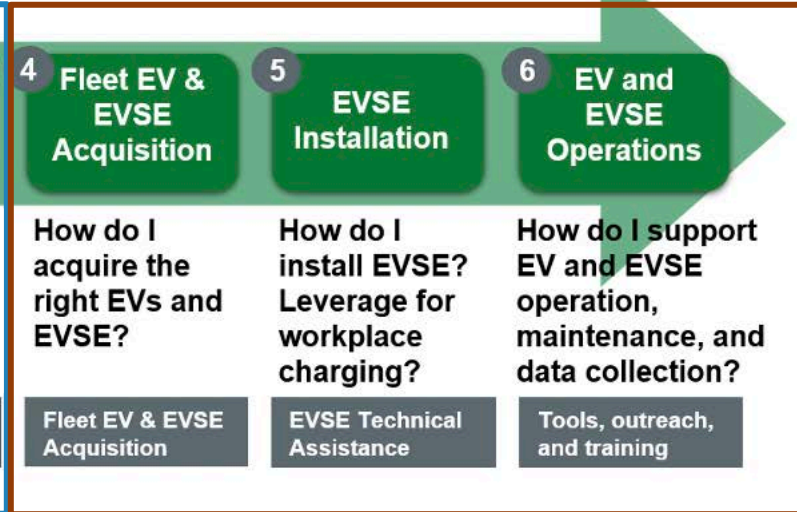 4
Fleet EV &
EVSE
Acquisition
How do I
acquire the
right EVs and
EVSE?
Fleet EV & EVSE
Acquisition
5
EVSE
Installation
How do I
install EVSE?
Leverage for
workplace
charging?
EVSE Technical
Assistance
6
EV and
EVSE
Operations
How do I support
EV and EVSE
operation,
maintenance, and
data collection?
Tools, outreach,
and training